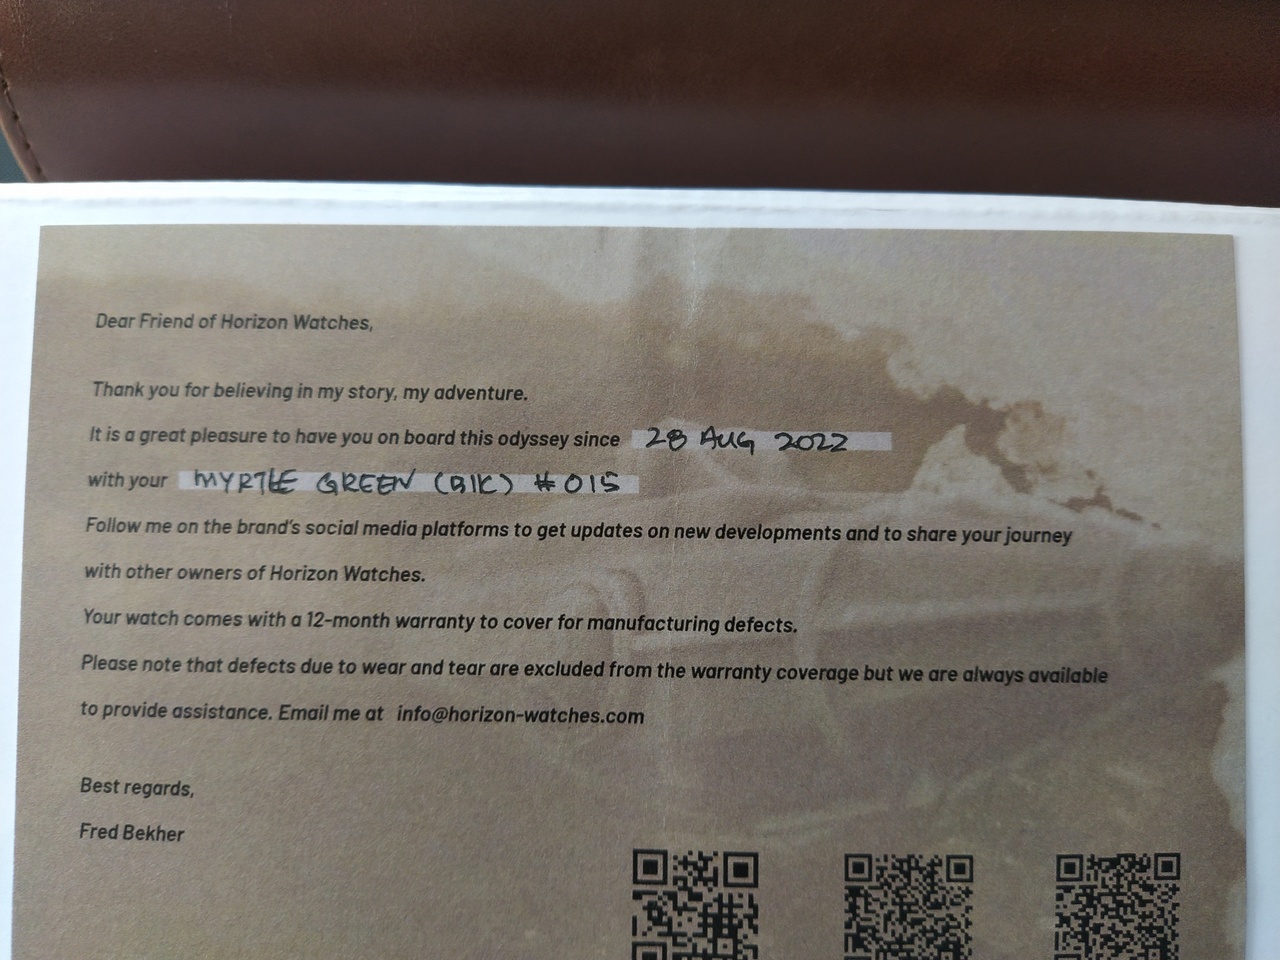 Dear Friend of Horizon Watches,
Thank you for believing in my story, my adventure.
It is a great pleasure to have you on board this odyssey since 28 AUG 2022
with your MYRTLE GREEN (BLK) #015
Follow me on the brand's social media platforms to get updates on new developments and to share your journey
with other owners of Horizon Watches.
Your watch comes with a 12-month warranty to cover for manufacturing defects.
Please note that defects due to wear and tear are excluded from the warranty coverage but we are always available
to provide assistance. Email me at info@horizon-watches.com
Best regards,
Fred Bekher